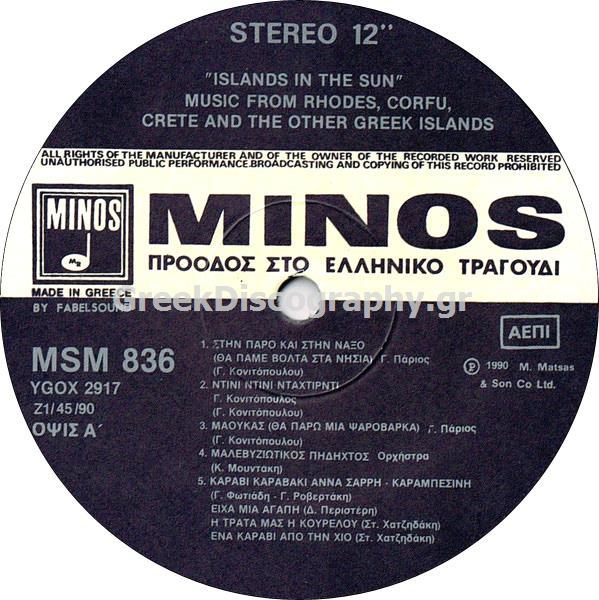 STEREO 12"
"ISLANDS IN THE SUN"
MUSIC FROM RHODES, CORFU,
CRETE AND THE OTHER GREEK ISLANDS
ALL RIGHTS OF THE MANUFACTURER AND OF THE OWNER OF THE RECORDED WORK RESERVED
UNAUTHORISED PUBLIC PERFORMANCE.BROADCASTING AND COPYING OF THIS RECORD PROHIBITED
MINOS
MINOS
ΠΡΟΟΔΟΣ ΣΤΟ ΕΛΛΗΝΙΚΟ ΤΡΑΓΟΥΔΙ
MADE IN GREECE
BY FABELSOUND
GreekDiscography.gr
MSM 836
YGOX 2917
Z1/45/90
ΟΨΙΣ Α΄
ΑΕΠΙ
Ⓟ 1990 M. Matsas
& Son Co Ltd.
1. ΣΤΗΝ ΠΑΡΟ ΚΑΙ ΣΤΗΝ ΝΑΞΟ
(ΘΑ ΠΑΜΕ ΒΟΛΤΑ ΣΤΑ ΝΗΣΙΑ) Γ. Πάριος
(Γ. Κονιτοπούλου)
2. ΝΤΙΝΙ ΝΤΙΝΙ ΝΤΑΧΤΙΡΝΤΙ
Γ. Κονιτόπουλος
(Γ. Κονιτοπούλου)
3. ΜΑΟΥΚΑΣ (ΘΑ ΠΑΡΩ ΜΙΑ ΨΑΡΟΒΑΡΚΑ) Γ. Πάριος
(Γ. Κονιτοπούλου)
4. ΜΑΛΕΒΥΖΙΩΤΙΚΟΣ ΠΗΔΗΧΤΟΣ Ορχήστρα
(Κ. Μουντάκη)
5. ΚΑΡΑΒΙ ΚΑΡΑΒΑΚΙ ΑΝΝΑ ΣΑΡΡΗ - ΚΑΡΑΜΠΕΣΙΝΗ
(Γ. Φωτιάδη - Γ. Ροβερτάκη)
ΕΙΧΑ ΜΙΑ ΑΓΑΠΗ (Δ. Περιστέρη)
Η ΤΡΑΤΑ ΜΑΣ Η ΚΟΥΡΕΛΟΥ (Στ. Χατζηδάκη)
ΕΝΑ ΚΑΡΑΒΙ ΑΠΟ ΤΗΝ ΧΙΟ (Στ. Χατζηδάκη)